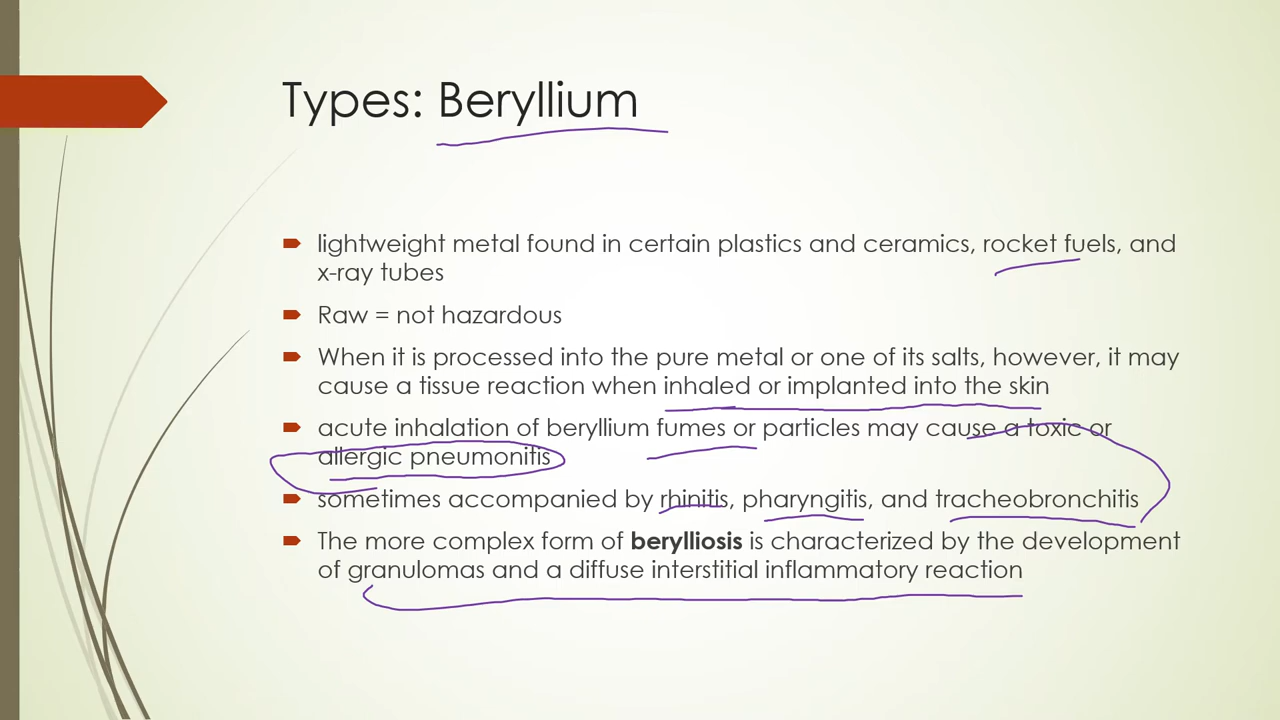 Types: Beryllium
lightweight metal found in certain plastics and ceramics, rocket fuels, and
x-ray tubes
Raw = not hazardous
When it is processed into the pure metal or one of its salts, however, it may
cause a tissue reaction when inhaled or implanted into the skin
acute inhalation of beryllium fumes or particles may cause a toxic or
allergic pneumonitis
sometimes accompanied by rhinitis, pharyngitis, and tracheobronchitis
The more complex form of berylliosis is characterized by the development
of granulomas and a diffuse interstitial inflammatory reaction